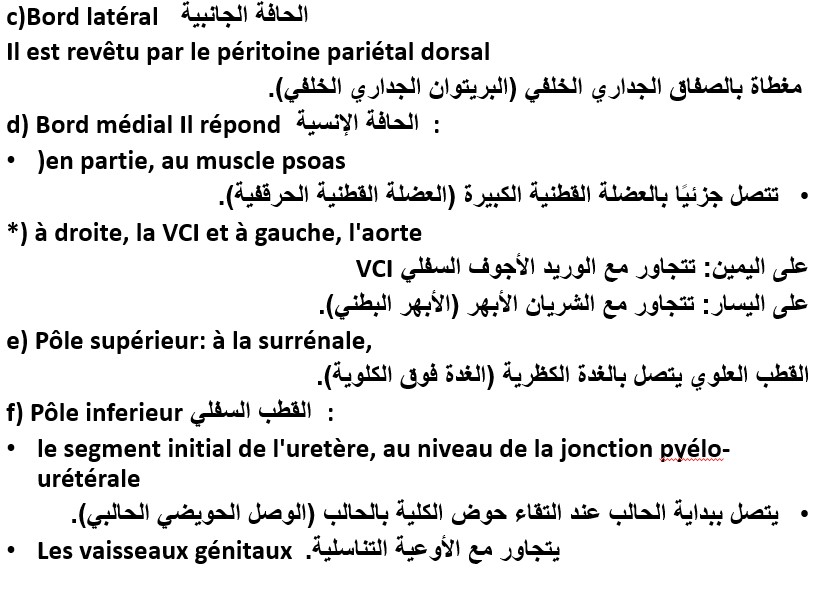 c)Bord latéral الحافة الجانبية
Il est revêtu par le péritoine pariétal dorsal
مغطاة بالصفاق الجداري الخلفي (البريتوان الجداري الخلفي).
d) Bord médial Il répond الحافة الإنسية :
• )en partie, au muscle psoas
• تتصل جزئيًا بالعضلة القطنية الكبيرة (العضلة القطنية الحرقفية).
*) à droite, la VCI et à gauche, l'aorte
على اليمين: تتجاور مع الوريد الأجوف السفلي VCI
على اليسار: تتجاور مع الشريان الأبهر (الأبهر البطني).
e) Pôle supérieur: à la surrénale,
القطب العلوي يتصل بالغدة الكظرية (الغدة فوق الكلوية).
f) Pôle inferieur القطب السفلي :
• le segment initial de l'uretère, au niveau de la jonction pyélo-
urétérale
• يتصل ببداية الحالب عند التقاء حوض الكلية بالحالب (الوصل الحويضي الحالبي).
• Les vaisseaux génitaux يتجاور مع الأوعية التناسلية.